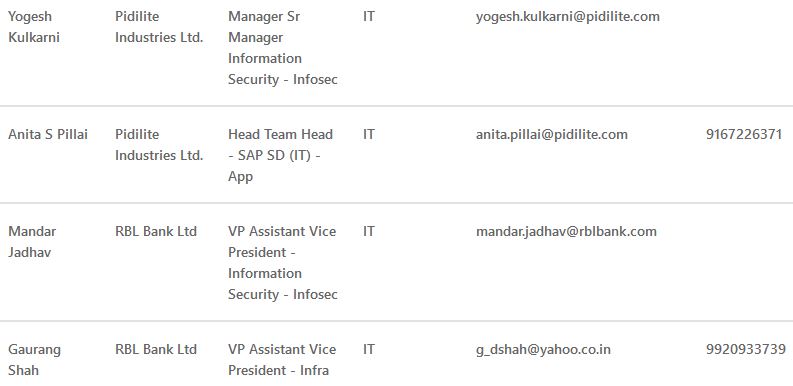 Yogesh Pidilite Manager Sr IT yogesh.kulkarni@pidilite.com
Kulkarni Industries Ltd. Manager
Information
Security - Infosec
Anita S Pillai Pidilite Head Team Head IT anita.pillai@pidilite.com 9167226371
Industries Ltd. - SAP SD (IT) -
App
Mandar RBL Bank Ltd VP Assistant Vice IT mandar.jadhav@rblbank.com
Jadhav President -
Information
Security - Infosec
Gaurang RBL Bank Ltd VP Assistant Vice IT g_dshah@yahoo.co.in 9920933739
Shah President - Infra